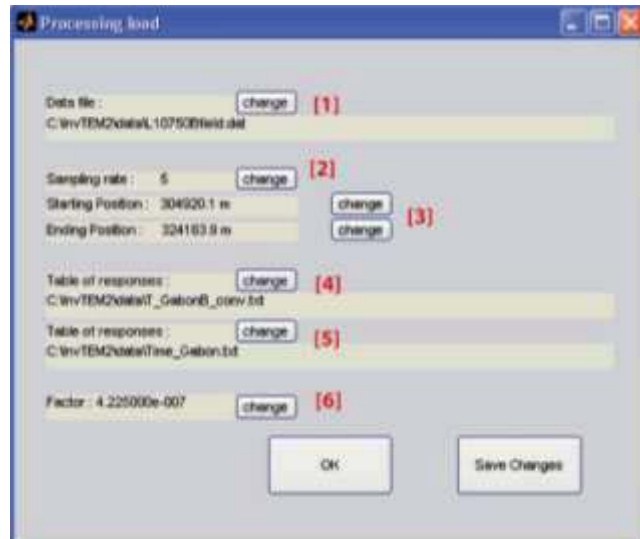 Processing load
Data file : change [1]
C:\InvTEM2\data\L10750Bfield.dat
Sampling rate : 5 change [2]
Starting Position : 304920.1 m change
[3]
Ending Position : 324163.9 m change
Table of responses : change [4]
C:\InvTEM2\data\T_GabonB_conv.txt
Table of responses : change [5]
C:\InvTEM2\data\Time_Gabon.txt
Factor : 4.225000e-007 change [6]
OK Save Changes